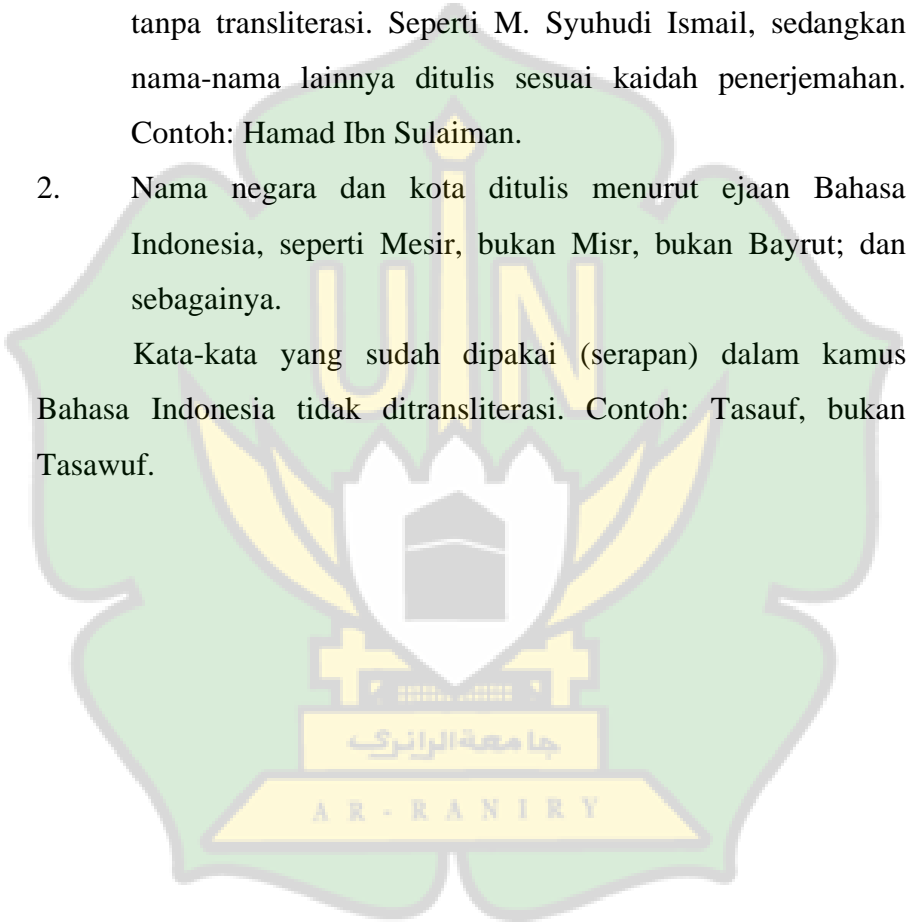 tanpa transliterasi. Seperti M. Syuhudi Ismail, sedangkan
nama-nama lainnya ditulis sesuai kaidah penerjemahan.
Contoh: Hamad Ibn Sulaiman.
2. Nama negara dan kota ditulis menurut ejaan Bahasa
Indonesia, seperti Mesir, bukan Misr, bukan Bayrut; dan
sebagainya.
Kata-kata yang sudah dipakai (serapan) dalam kamus
Bahasa Indonesia tidak ditransliterasi. Contoh: Tasauf, bukan
Tasawuf.
UIN
جامعة الرانري
AR-RANIRY